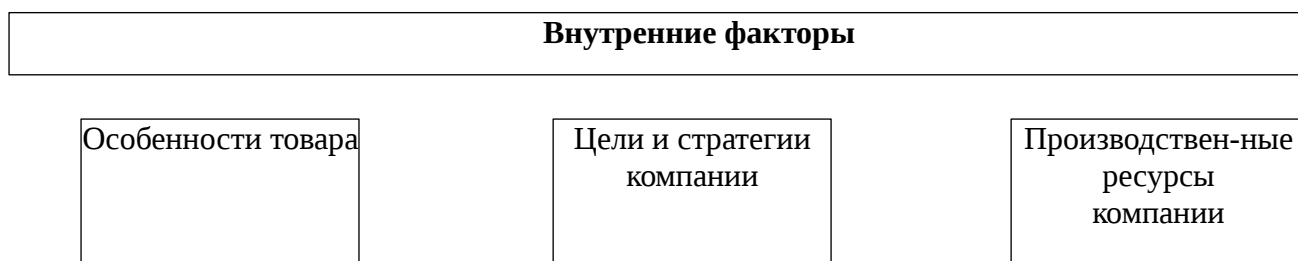 Внутренние факторы
Особенности товара
Цели и стратегии
компании
Производствен-ные
ресурсы
компании